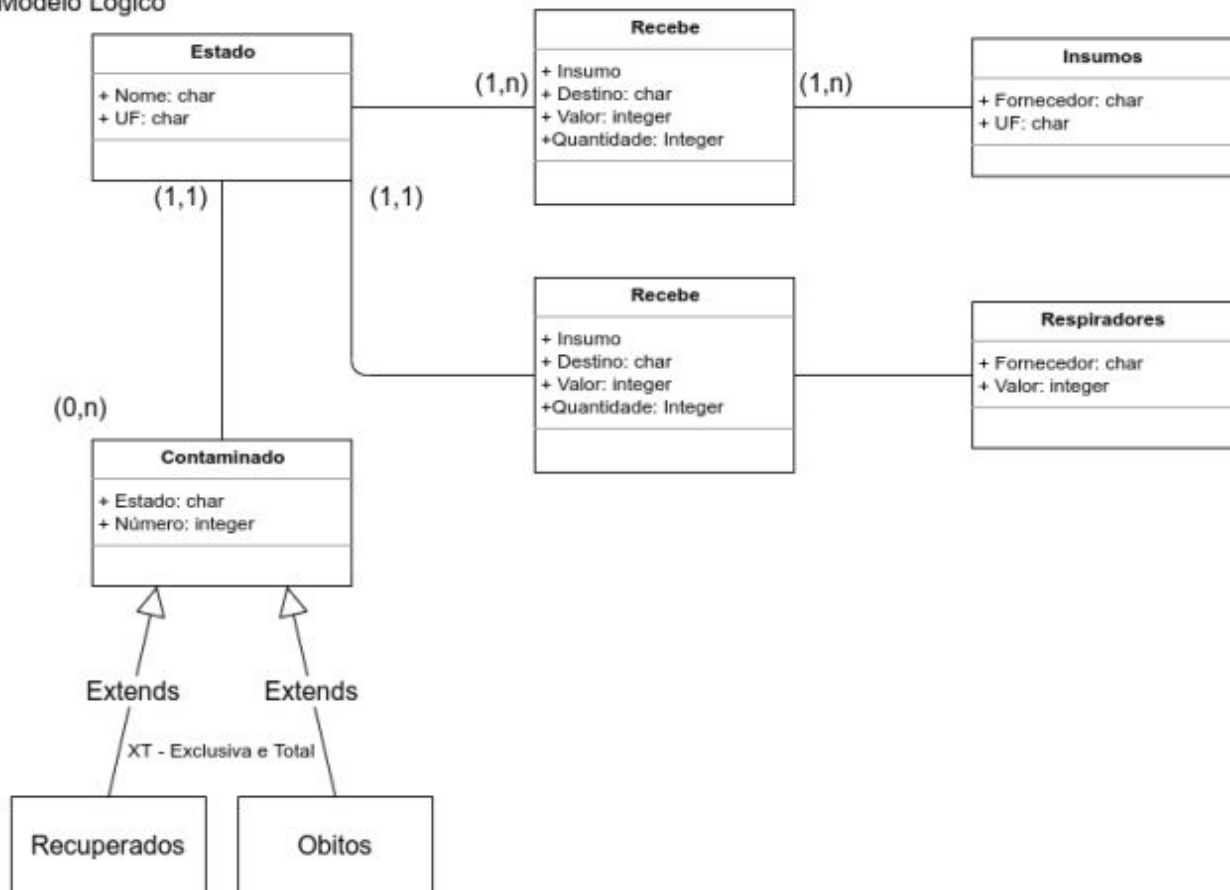 Modelo Lógico
Estado
+ Nome: char
+ UF: char
(1,n)
Recebe
+ Insumo
+ Destino: char
+ Valor: integer
+Quantidade: Integer
(1,n)
Insumos
+ Fornecedor: char
+ UF: char
(1,1)
(1,1)
Recebe
+ Insumo
+ Destino: char
+ Valor: integer
+Quantidade: Integer
Respiradores
+ Fornecedor: char
+ Valor: integer
(0,n)
Contaminado
+ Estado: char
+ Número: integer
Extends
Extends
XT - Exclusiva e Total
Recuperados
Obitos